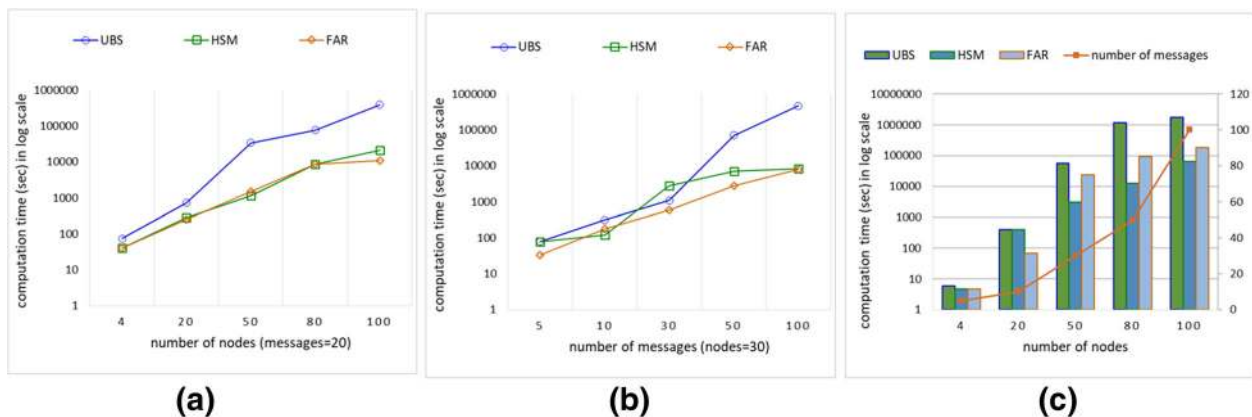 UBS HSM FAR
computation time (sec) in log scale
1000000
100000
10000
1000
100
10
1
4 20 50 80 100
number of nodes (messages=20)
(a)
UBS HSM FAR
computation time (sec) in log scale
1000000
100000
10000
1000
100
10
1
5 10 30 50 100
number of messages (nodes=30)
(b)
UBS HSM FAR number of messages
computation time (sec) in log scale
10000000
1000000
100000
10000
1000
100
10
1
120
100
80
60
40
20
0
4 20 50 80 100
number of nodes
(c)